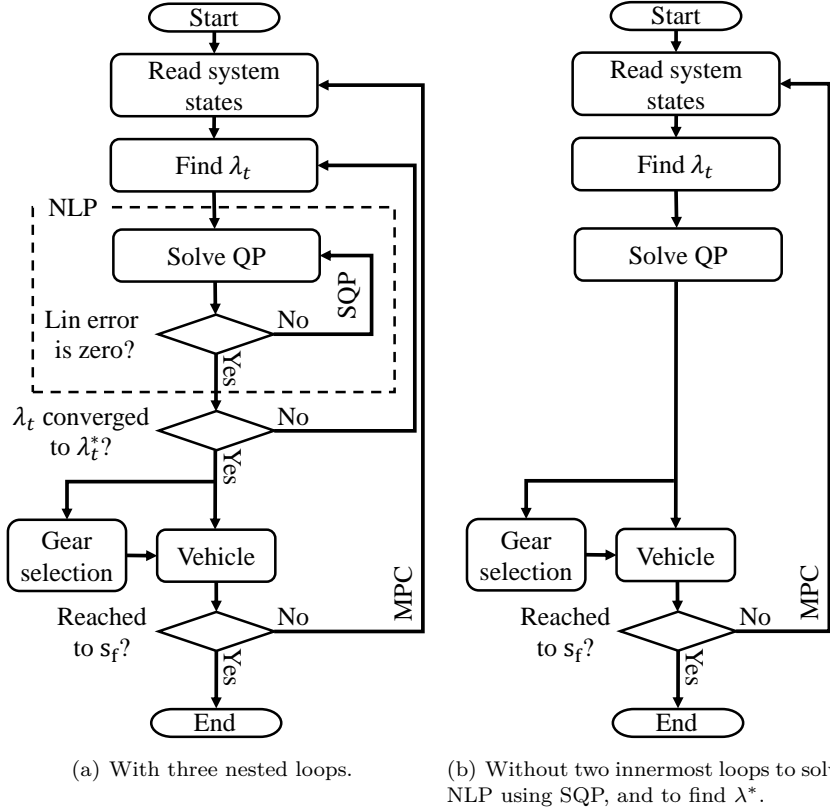 Start
Read system
states
Find λt
NLP
Solve QP
SQP
Lin error
is zero?
No
Yes
λt converged
to λt*?
No
Yes
Gear
selection
Vehicle
MPC
Reached
to sf?
No
Yes
End
(a) With three nested loops.
Start
Read system
states
Find λt
Solve QP
Gear
selection
Vehicle
MPC
Reached
to sf?
No
Yes
End
(b) Without two innermost loops to solv
NLP using SQP, and to find λ*.